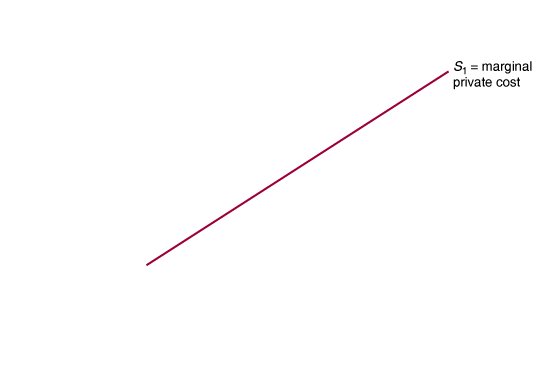 S₁ = marginal
private cost